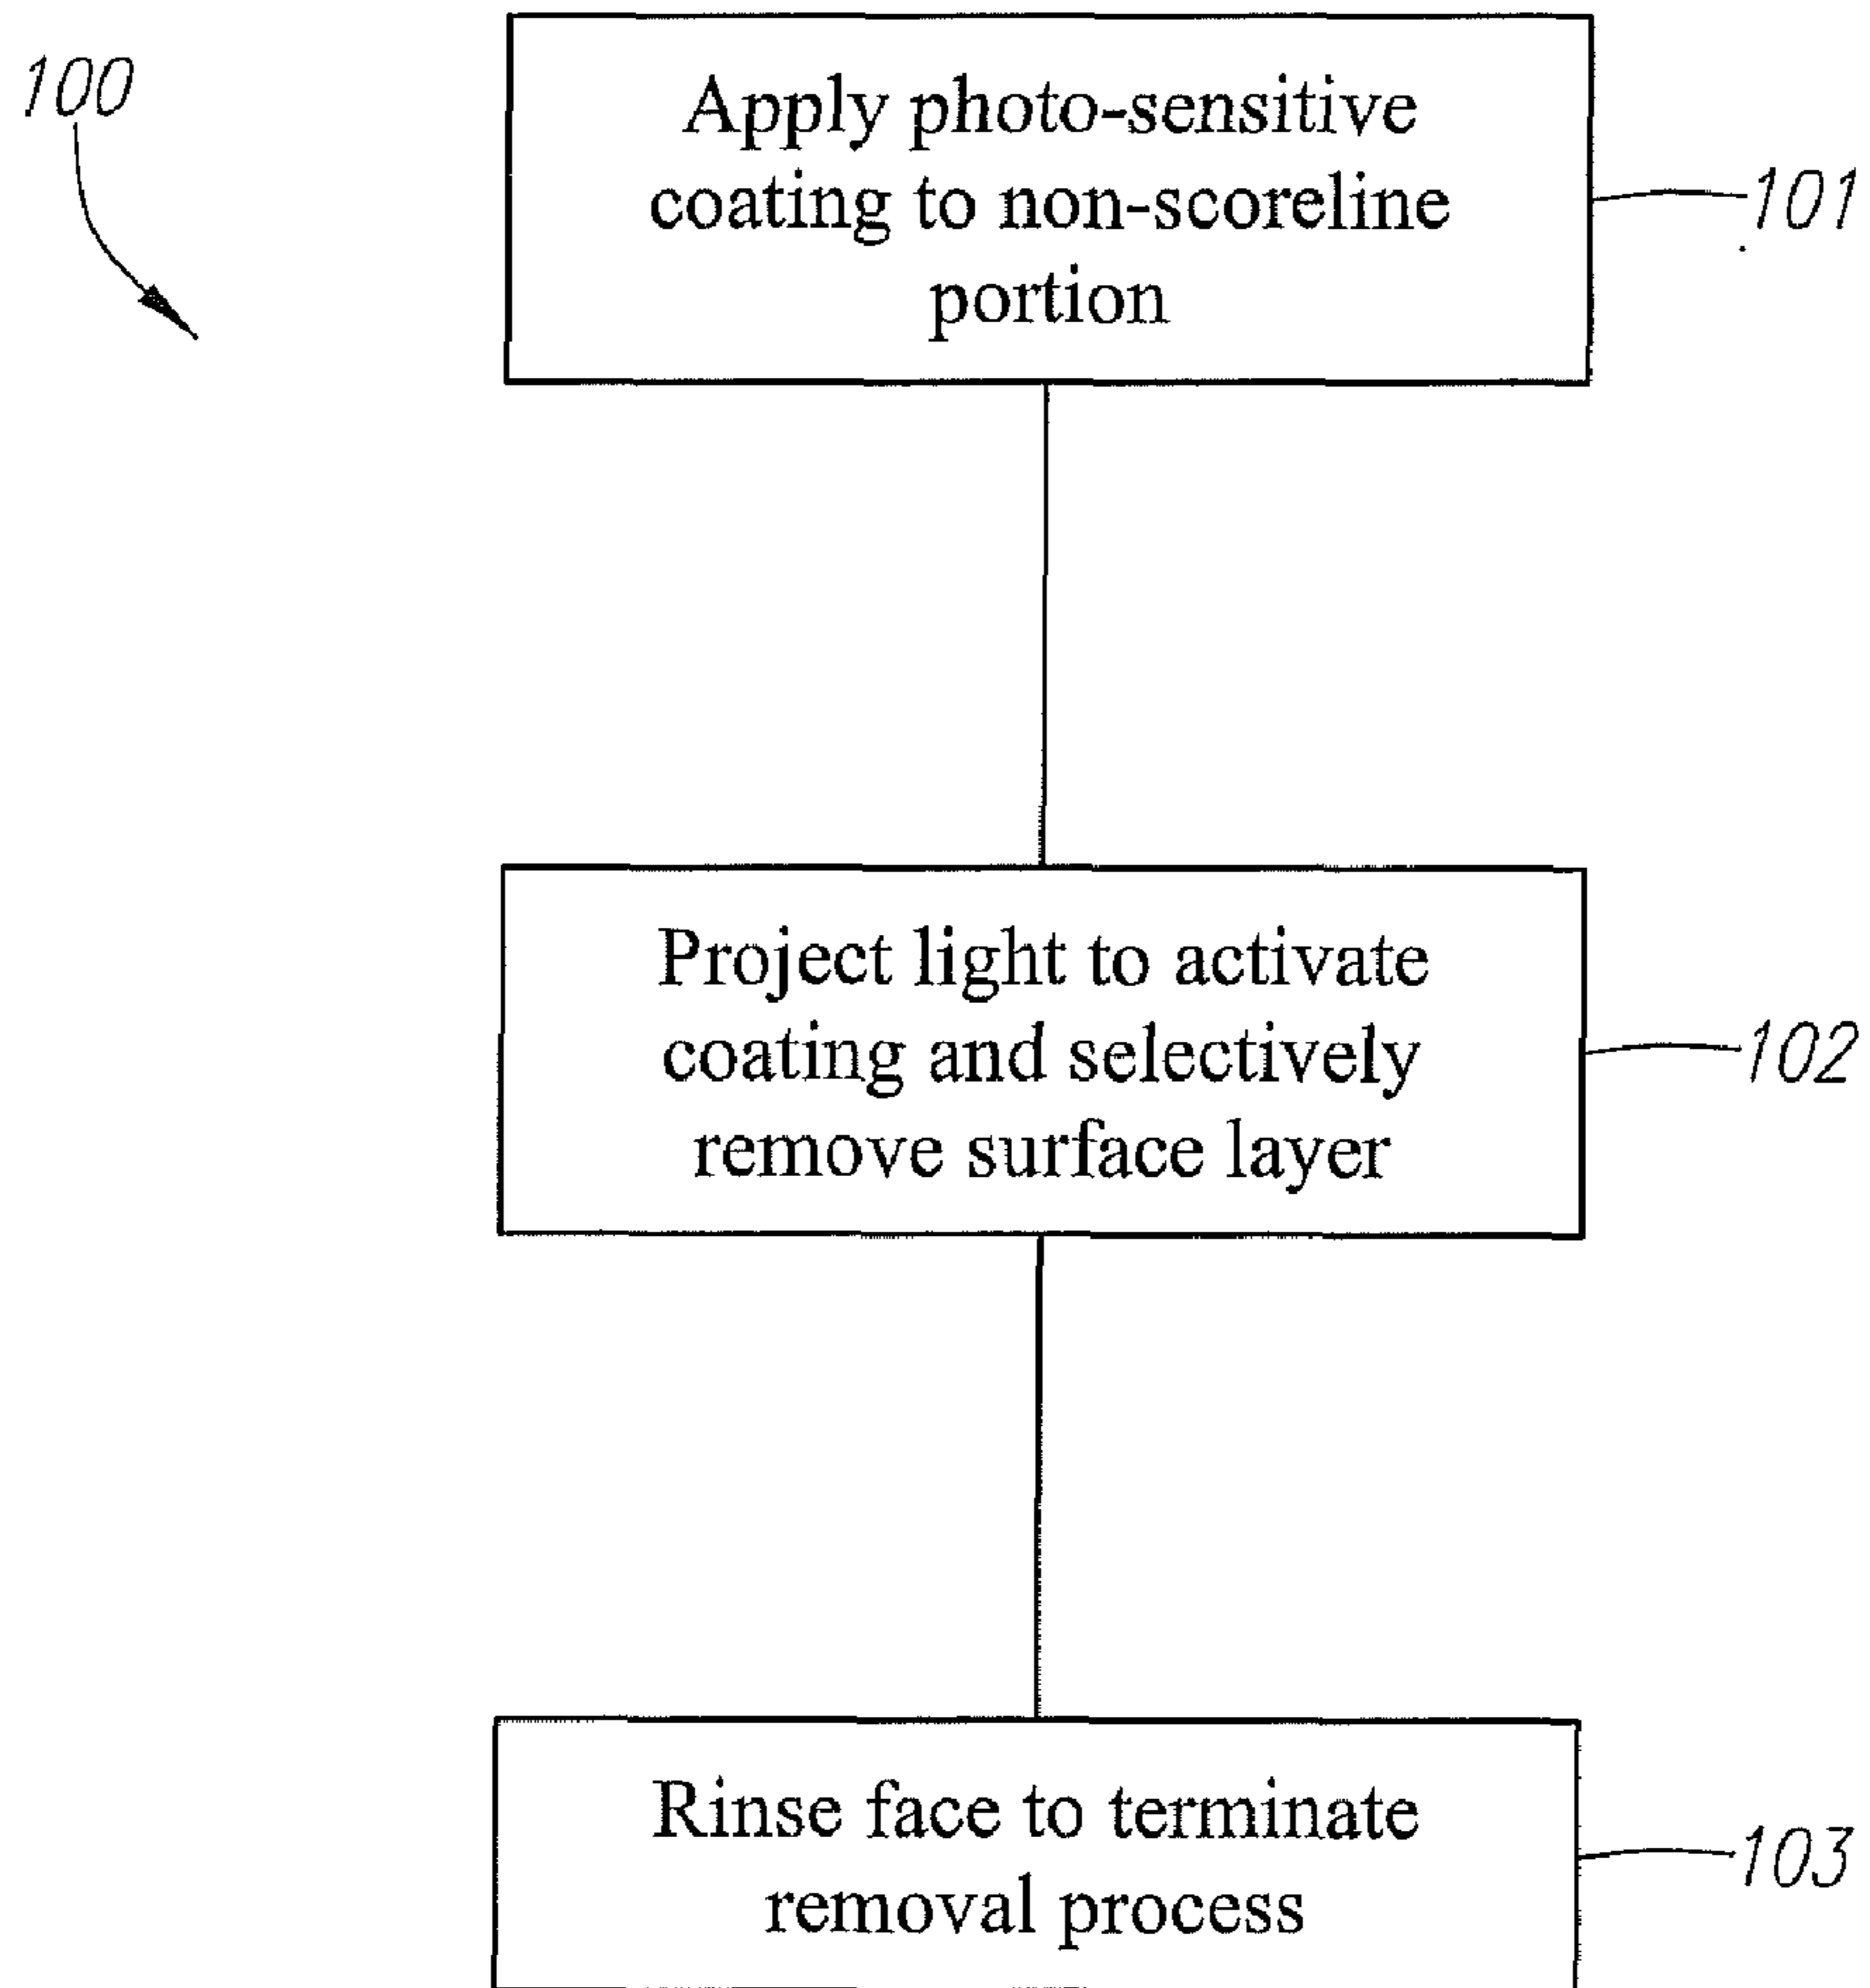 100
Apply photo-sensitive
coating to non-scoreline
portion
101
Project light to activate
coating and selectively
remove surface layer
102
Rinse face to terminate
removal process
103